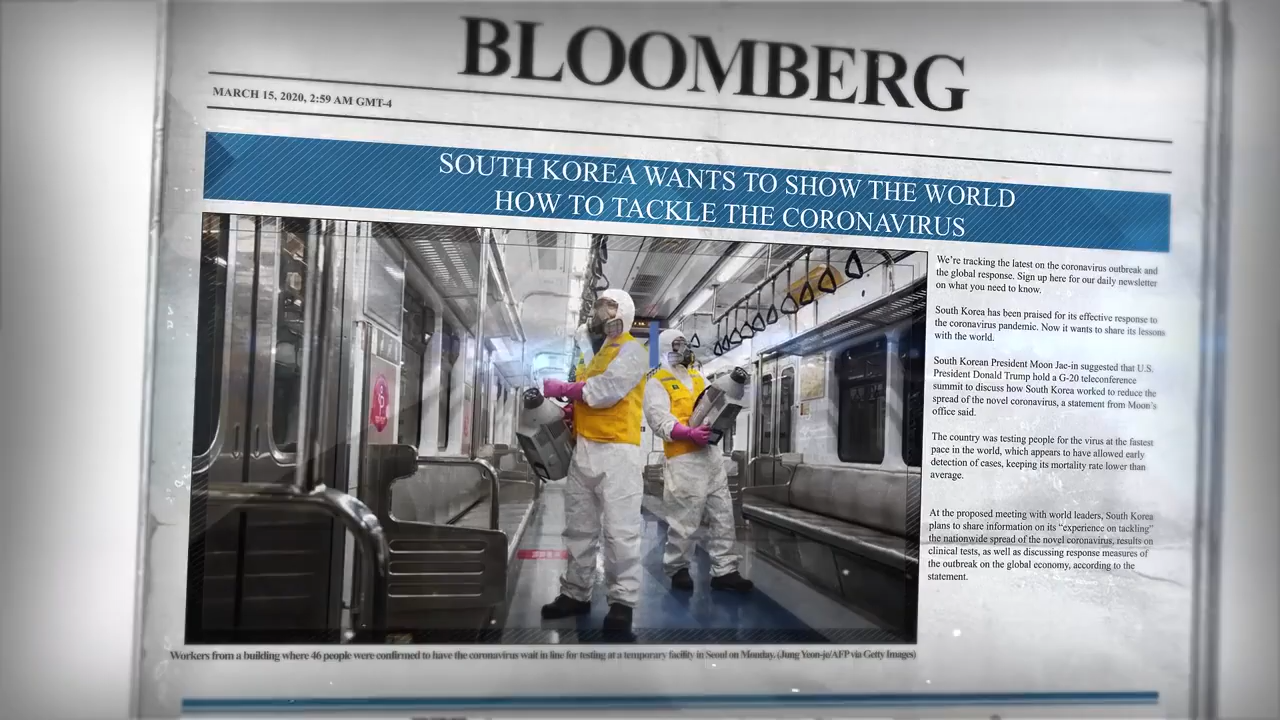 BLOOMBERG
MARCH 15, 2020, 2:59 AM GMT-4
SOUTH KOREA WANTS TO SHOW THE WORLD
HOW TO TACKLE THE CORONAVIRUS
We're tracking the latest on the coronavirus outbreak and
the global response. Sign up here for our daily newsletter
on what you need to know.
South Korea has been praised for its effective response to
the coronavirus pandemic. Now it wants to share its lessons
with the world.
South Korean President Moon Jae-in suggested that U.S.
President Donald Trump hold a G-20 teleconference
summit to discuss how South Korea worked to reduce the
spread of the novel coronavirus, a statement from Moon's
office said.
The country was testing people for the virus at the fastest
pace in the world, which appears to have allowed early
detection of cases, keeping its mortality rate lower than
average.
At the proposed meeting with world leaders, South Korea
plans to share information on its "experience on tackling"
the nationwide spread of the novel coronavirus, results on
clinical tests, as well as discussing response measures of
the outbreak on the global economy, according to the
statement.
Workers from a building where 46 people were confirmed to have the coronavirus wait in line for testing at a temporary facility in Seoul on Monday. (Jung Yeon-je/AFP via Getty Images)